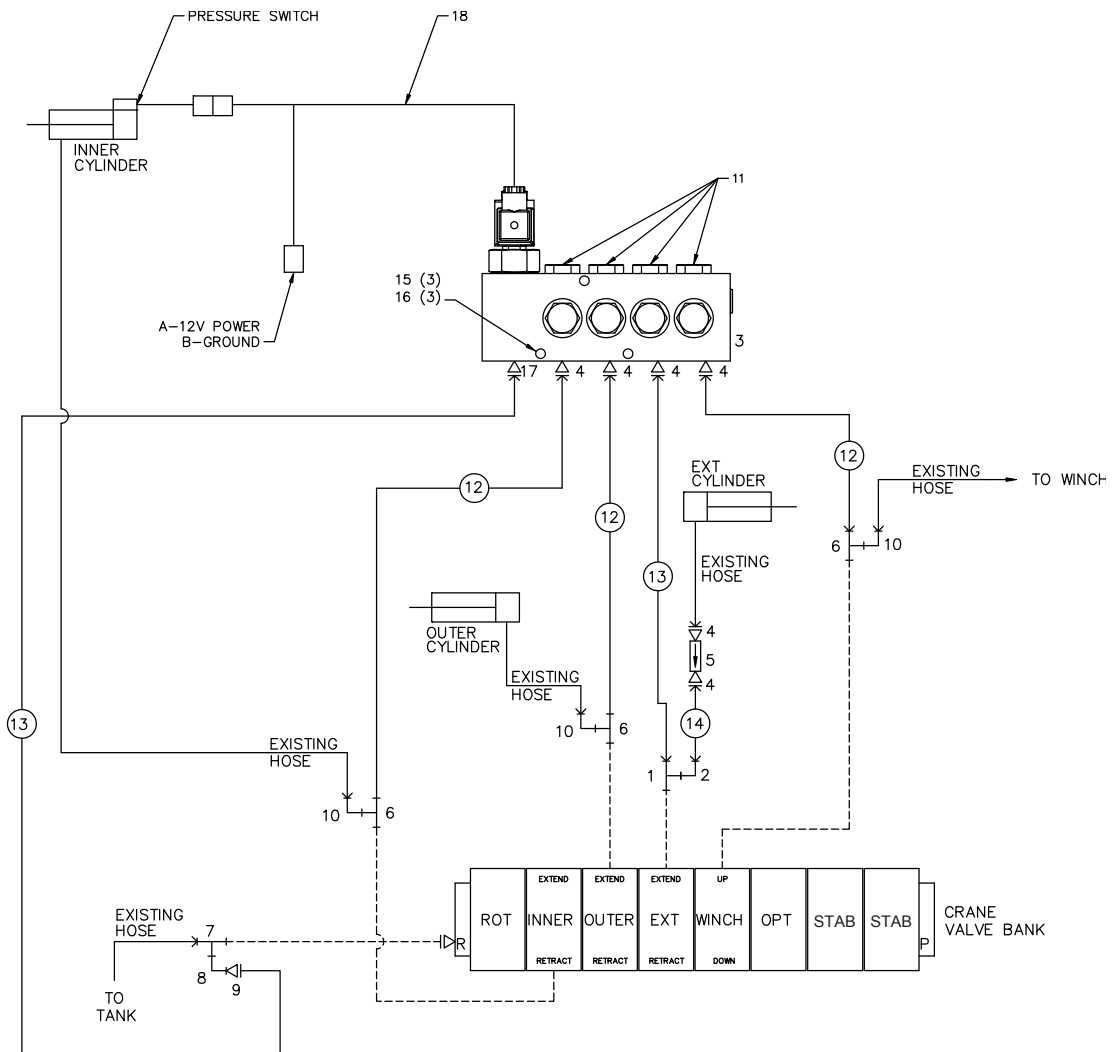 PRESSURE SWITCH
18
INNER
CYLINDER
11
15 (3)
16 (3)
A-12V POWER
B-GROUND
3
17
4
4
4
4
12
EXT
CYLINDER
12
EXISTING
HOSE
TO WINCH
12
6
10
13
EXISTING
HOSE
OUTER
CYLINDER
4
5
4
EXISTING
HOSE
13
14
10
6
EXISTING
HOSE
1
2
10
6
EXTEND
EXTEND
EXTEND
UP
ROT
INNER
OUTER
EXT
WINCH
OPT
STAB
STAB
RETRACT
RETRACT
RETRACT
DOWN
R
P
CRANE
VALVE BANK
EXISTING
HOSE
7
8
9
TO
TANK